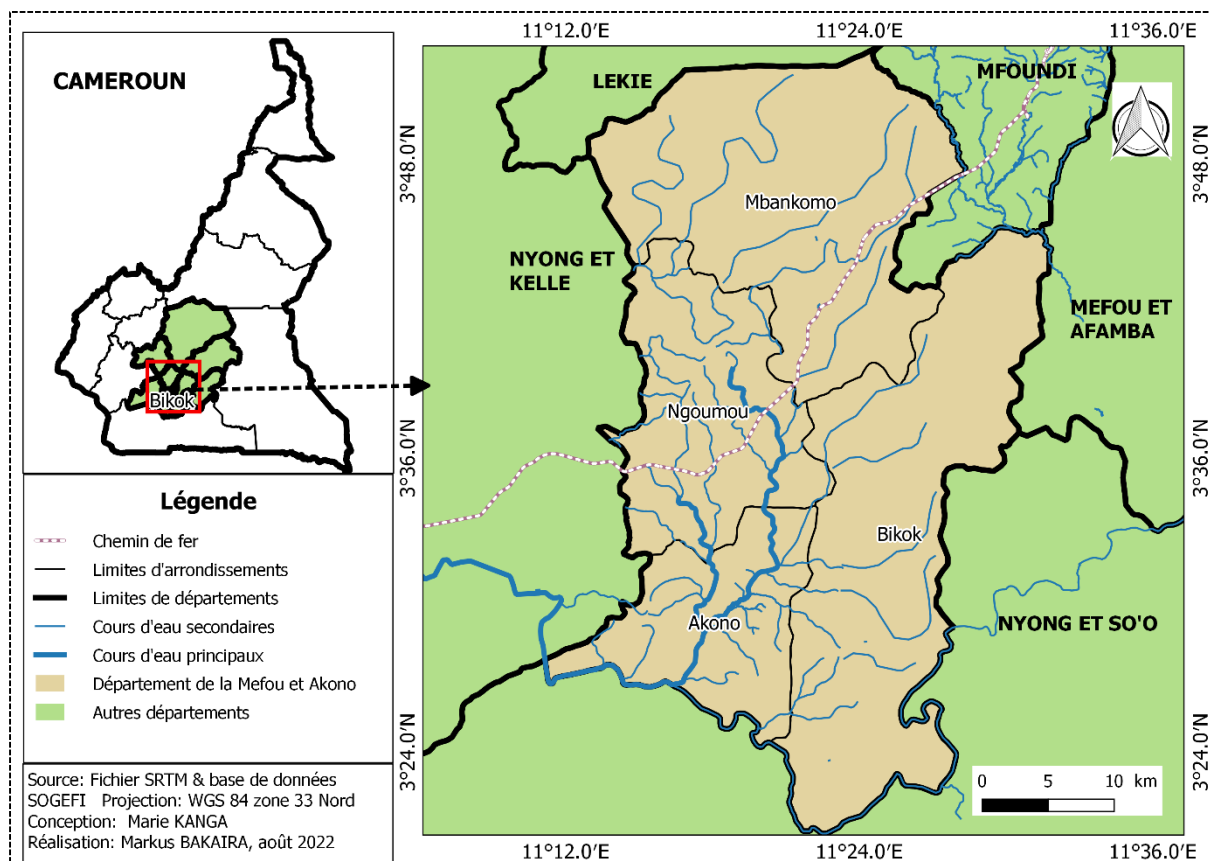 CAMEROUN
Bikok
Légende
Chemin de fer
Limites d'arrondissements
Limites de départements
Cours d'eau secondaires
Cours d'eau principaux
Département de la Mefou et Akono
Autres départements
Source: Fichier SRTM & base de données
SOGEFI Projection: WGS 84 zone 33 Nord
Conception: Marie KANGA
Réalisation: Markus BAKAIRA, août 2022
11°12.0′E 11°24.0′E 11°36.0′E
3°48.0′N 3°48.0′N
3°36.0′N 3°36.0′N
3°24.0′N 3°24.0′N
LEKIE
MFOUNDI
Mbankomo
NYONG ET
KELLE
MEFOU ET
AFAMBA
Ngoumou
Bikok
Akono
NYONG ET SO'O
0 5 10 km
11°12.0′E 11°24.0′E 11°36.0′E